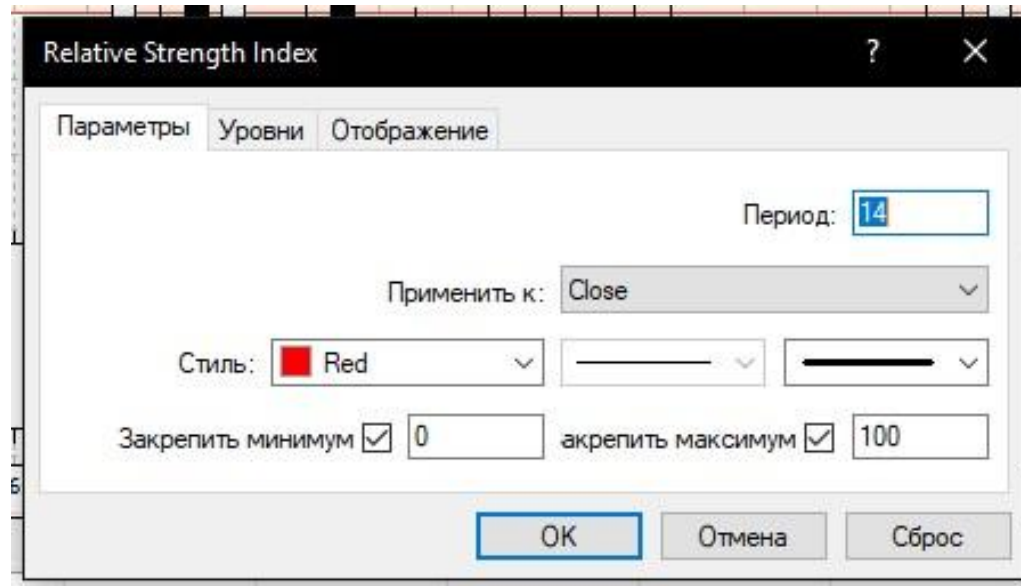 Relative Strength Index ?
Параметры Уровни Отображение
Период: 14
Применить к: Close
Стиль: Red
Закрепить минимум 0 акрепить максимум 100
OK Отмена Сброс
6